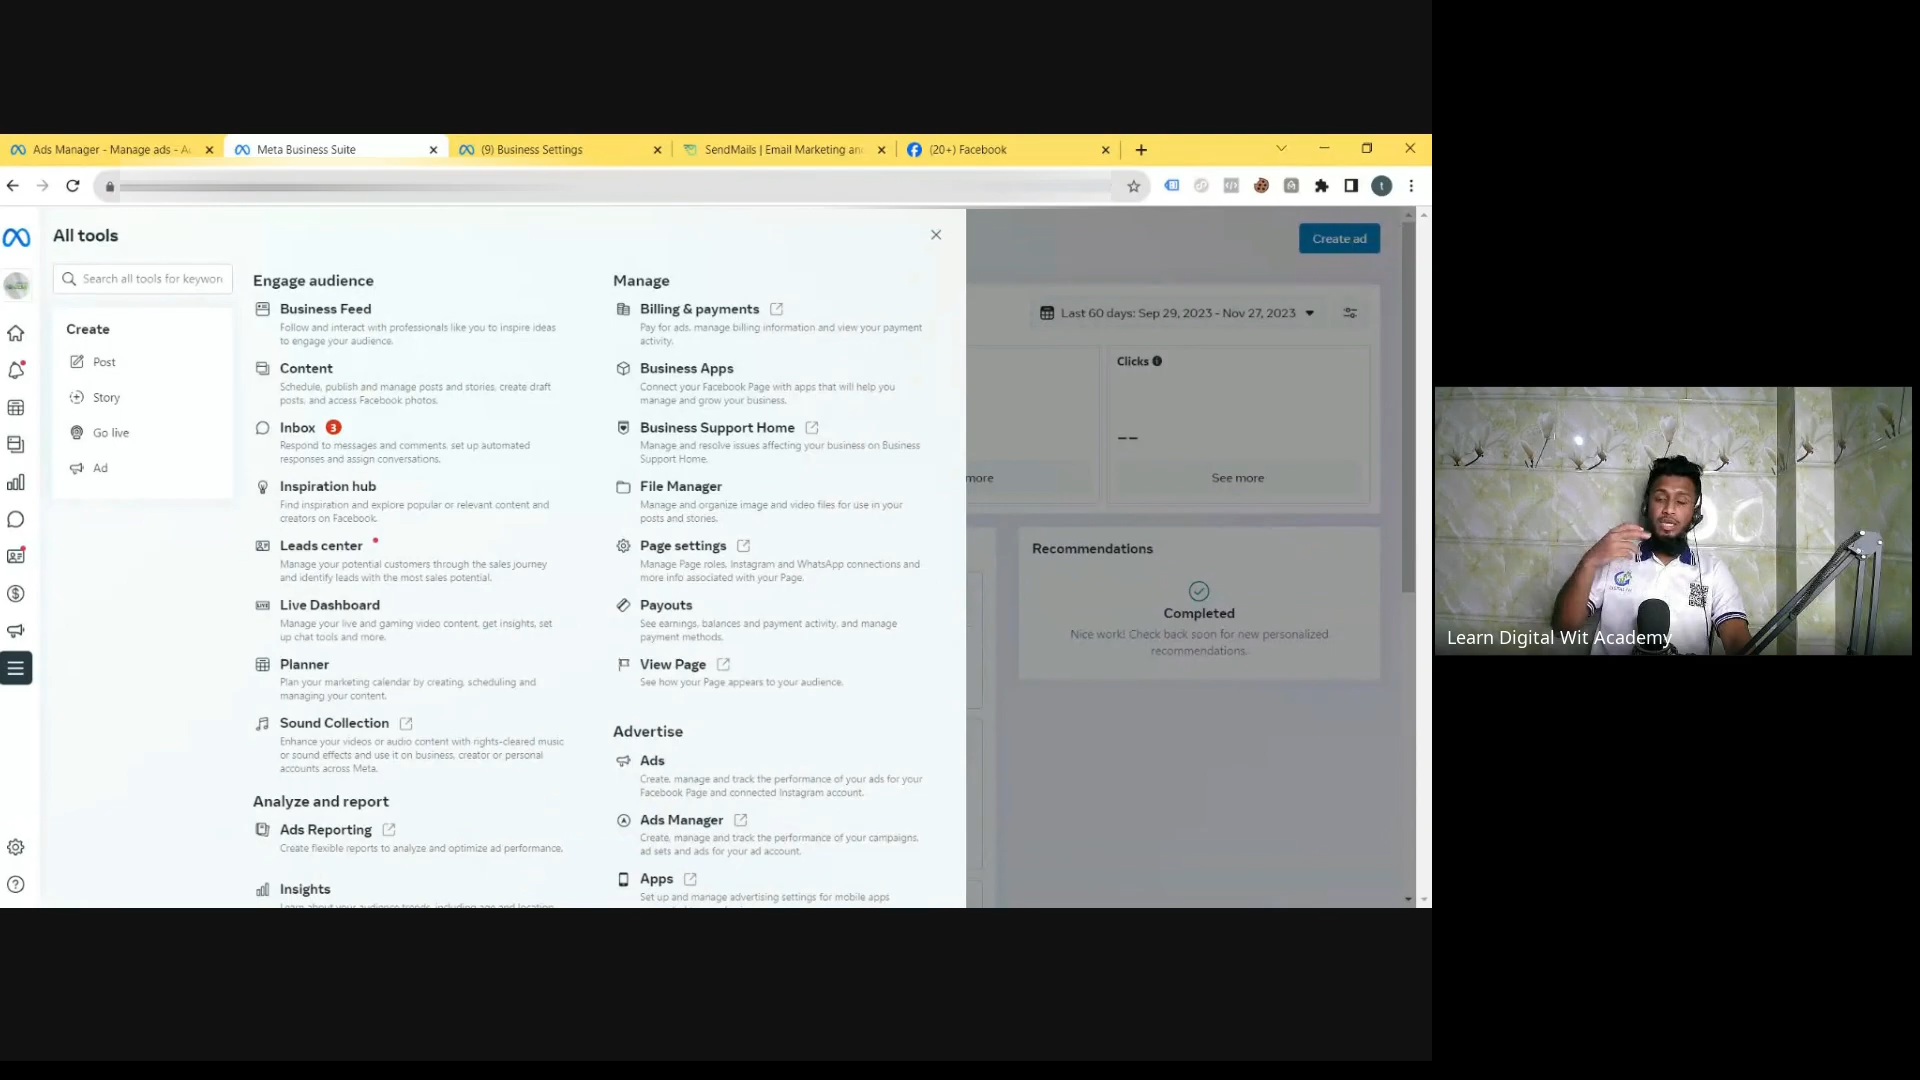 Ads Manager - Manage ads - A
Meta Business Suite
(9) Business Settings
SendMails | Email Marketing an
(20+) Facebook
t
All tools
Search all tools for keywor
Create
Post
Story
Go live
Ad
Engage audience
Business Feed
Follow and interact with professionals like you to inspire ideas
to engage your audience.
Content
Schedule, publish and manage posts and stories, create draft
posts, and access Facebook photos.
Inbox 3
Respond to messages and comments, set up automated
responses and assign conversations.
Inspiration hub
Find inspiration and explore popular or relevant content and
creators on Facebook.
Leads center
Manage your potential customers through the sales journey
and identify leads with the most sales potential.
Live Dashboard
Manage your live and gaming video content, get insights, set
up chat tools and more.
Planner
Plan your marketing calendar by creating, scheduling and
managing your content.
Sound Collection
Enhance your videos or audio content with rights-cleared music
or sound effects and use it on business, creator or personal
accounts across Meta.
Analyze and report
Ads Reporting
Create flexible reports to analyze and optimize ad performance.
Insights
Learn about your audience trends, including age and location
Manage
Billing & payments
Pay for ads, manage billing information and view your payment
activity.
Business Apps
Connect your Facebook Page with apps that will help you
manage and grow your business.
Business Support Home
Manage and resolve issues affecting your business on Business
Support Home.
File Manager
Manage and organize image and video files for use in your
posts and stories.
Page settings
Manage Page roles, Instagram and WhatsApp connections and
more info associated with your Page.
Payouts
See earnings, balances and payment activity, and manage
payment methods.
View Page
See how your Page appears to your audience.
Advertise
Ads
Create, manage and track the performance of your ads for your
Facebook Page and connected Instagram account.
Ads Manager
Create, manage and track the performance of your campaigns,
ad sets and ads for your ad account.
Apps
Set up and manage advertising settings for mobile apps
Create ad
Last 60 days: Sep 29, 2023 - Nov 27, 2023
Clicks
--
more
See more
Recommendations
Completed
Nice work! Check back soon for new personalized
recommendations.
Learn Digital Wit Academy